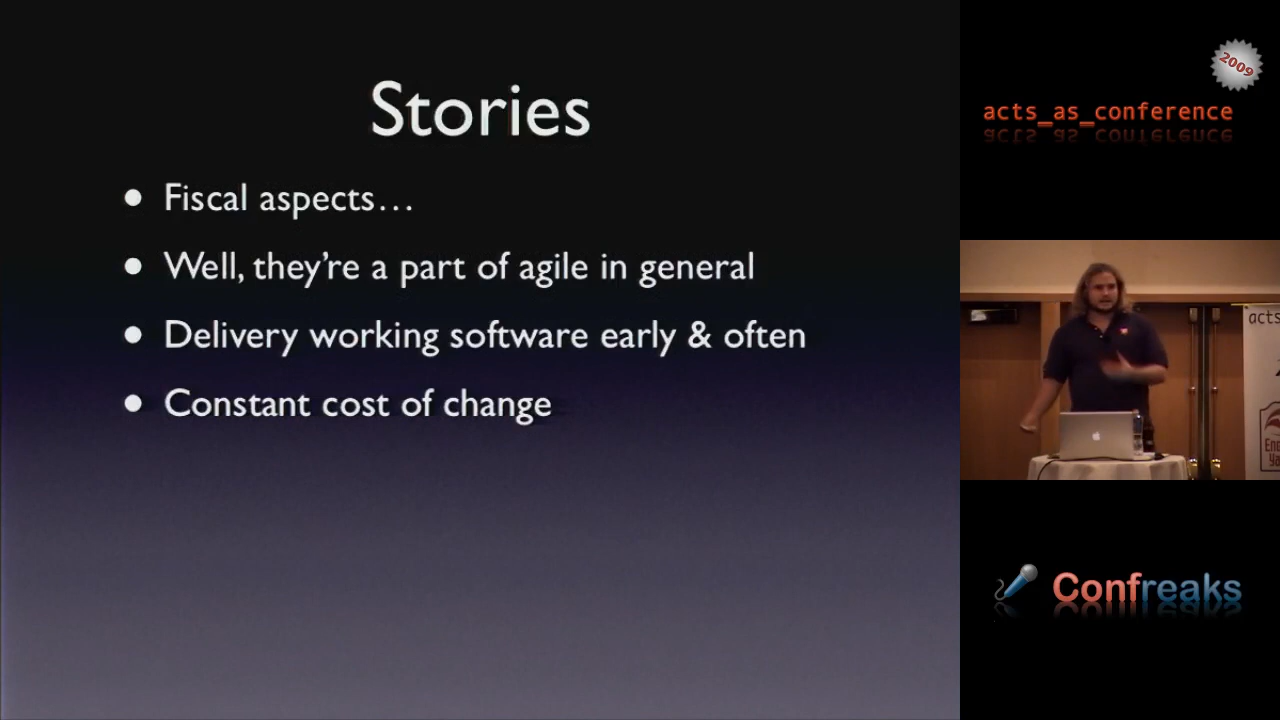 Stories
• Fiscal aspects…
• Well, they're a part of agile in general
• Delivery working software early & often
• Constant cost of change
2009
acts_as_conference
acts
Confreaks